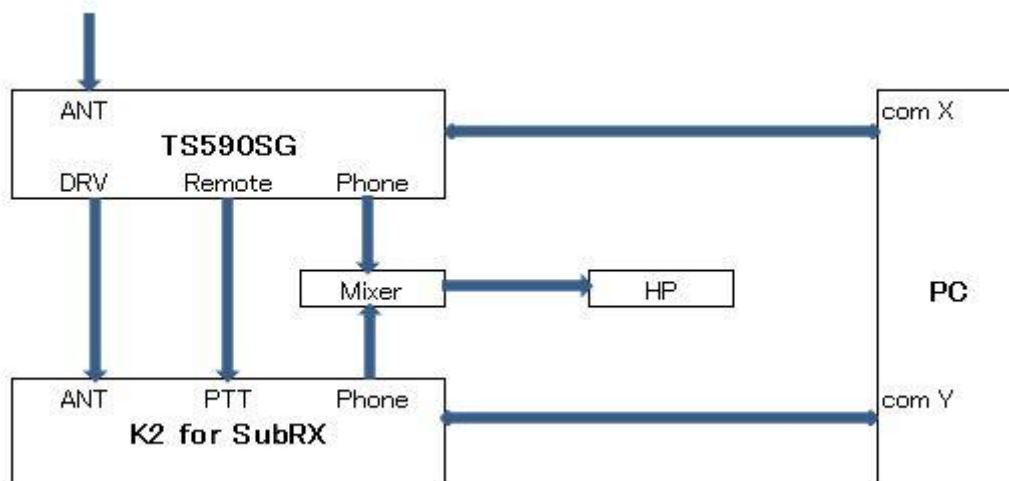 ANT
com X
TS590SG
DRV Remote Phone
Mixer HP PC
ANT PTT Phone com Y
K2 for SubRX